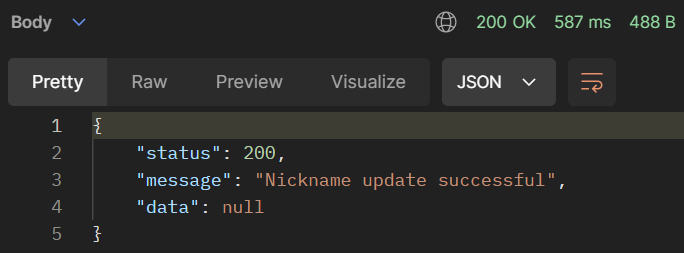 Body 200 OK 587 ms 488 B
Pretty Raw Preview Visualize JSON
1 {
2 "status": 200,
3 "message": "Nickname update successful",
4 "data": null
5 }